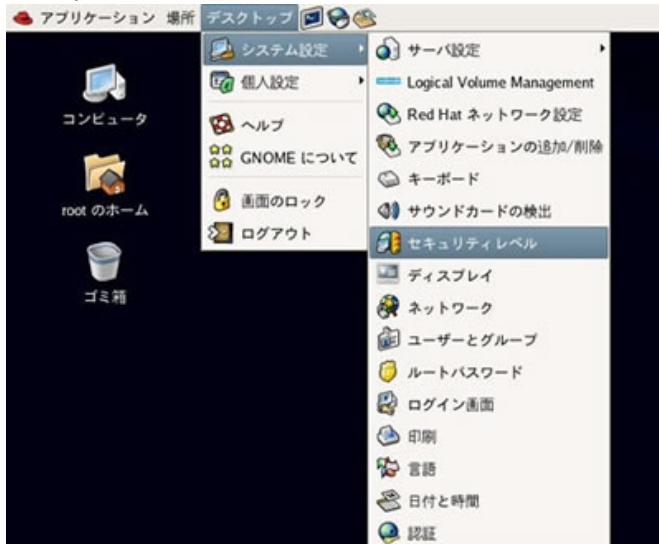 アプリケーション 場所 デスクトップ
システム設定
個人設定
ヘルプ
GNOME について
画面のロック
ログアウト
サーバ設定
Logical Volume Management
Red Hat ネットワーク設定
アプリケーションの追加/削除
キーボード
サウンドカードの検出
セキュリティレベル
ディスプレイ
ネットワーク
ユーザーとグループ
ルートパスワード
ログイン画面
印刷
言語
日付と時間
認証
コンピュータ
root のホーム
ゴミ箱